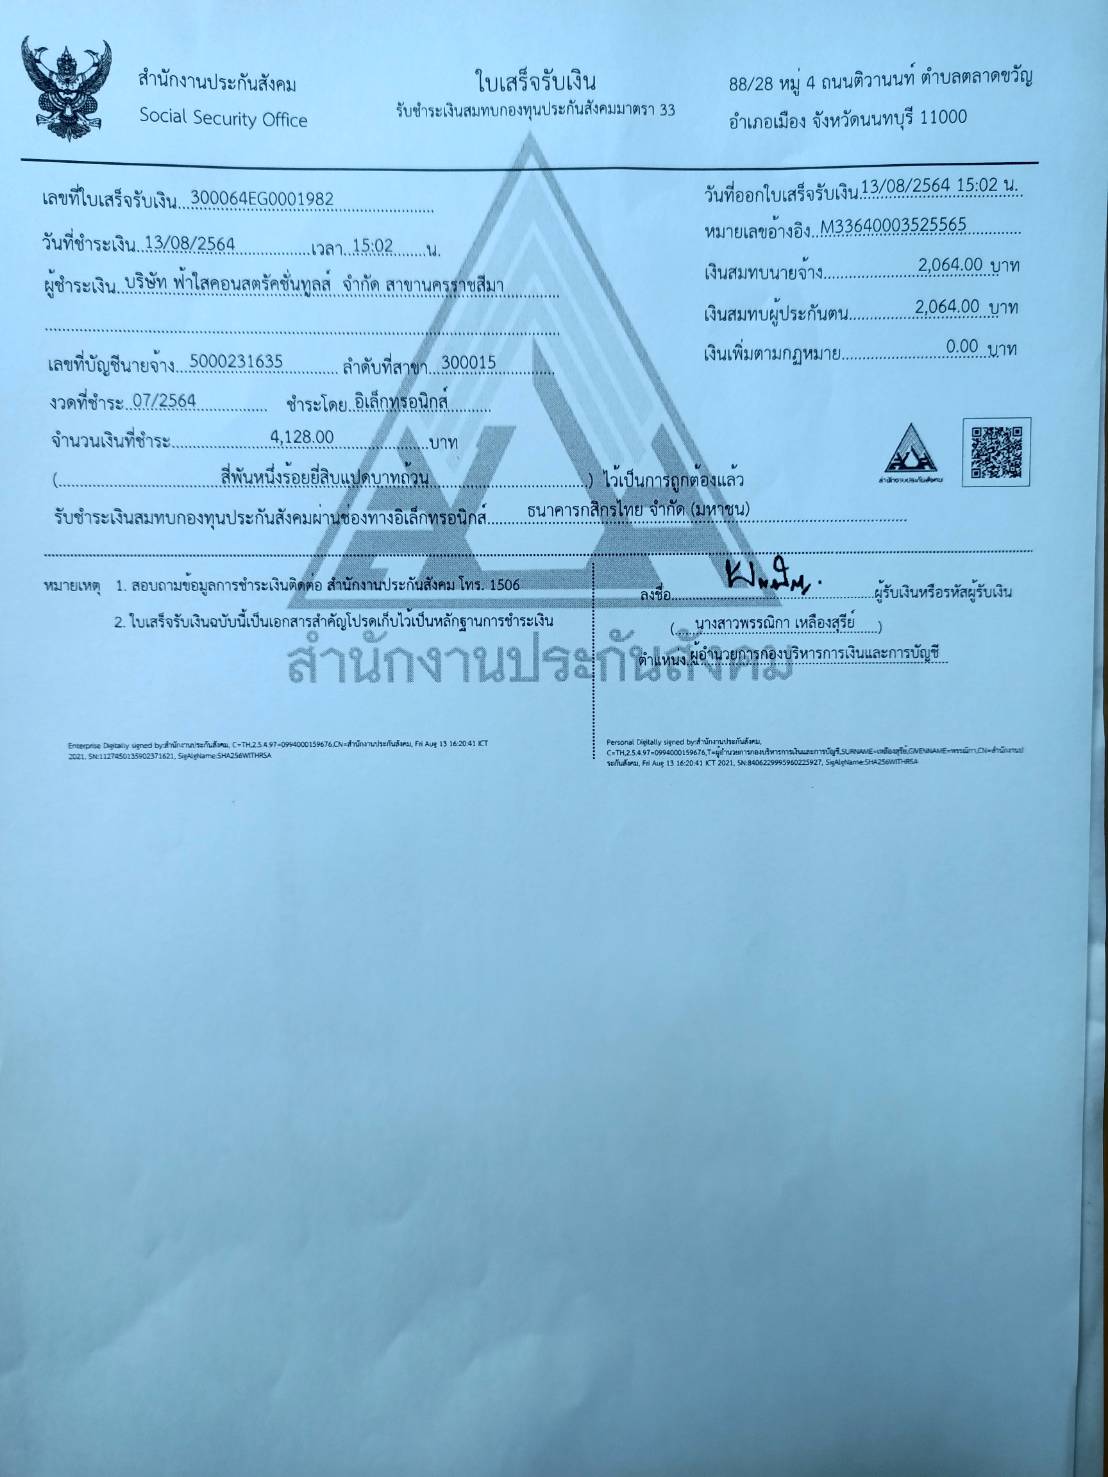 สำนักงานประกันสังคม
Social Security Office
ใบเสร็จรับเงิน
รับชำระเงินสมทบกองทุนประกันสังคมมาตรา 33
88/28 หมู่ 4 ถนนติวานนท์ ตำบลตลาดขวัญ
อำเภอเมือง จังหวัดนนทบุรี 11000
เลขที่ใบเสร็จรับเงิน 300064EG0001982
วันที่ชำระเงิน 13/08/2564 เวลา 15:02 น.
ผู้ชำระเงิน บริษัท ฟ้าใสคอนสตรัคชั่นทูลส์ จำกัด สาขานครราชสีมา
เลขที่บัญชีนายจ้าง 5000231635 ลำดับที่สาขา 300015
งวดที่ชำระ 07/2564 ชำระโดย อิเล็กทรอนิกส์
จำนวนเงินที่ชำระ 4,128.00 บาท
( สี่พันหนึ่งร้อยยี่สิบแปดบาทถ้วน ) ไว้เป็นการถูกต้องแล้ว
รับชำระเงินสมทบกองทุนประกันสังคมผ่านช่องทางอิเล็กทรอนิกส์ ธนาคารกสิกรไทย จำกัด (มหาชน)
วันที่ออกใบเสร็จรับเงิน 13/08/2564 15:02 น.
หมายเลขอ้างอิง M33640003525565
เงินสมทบนายจ้าง 2,064.00 บาท
เงินสมทบผู้ประกันตน 2,064.00 บาท
เงินเพิ่มตามกฎหมาย 0.00 บาท
สำนักงานประกันสังคม
หมายเหตุ 1. สอบถามข้อมูลการชำระเงินติดต่อ สำนักงานประกันสังคม โทร. 1506
2. ใบเสร็จรับเงินฉบับนี้เป็นเอกสารสำคัญโปรดเก็บไว้เป็นหลักฐานการชำระเงิน
ลงชื่อ ผู้รับเงินหรือรหัสผู้รับเงิน
( นางสาวพรรณิกา เหลืองสุรีย์ )
ตำแหน่ง ผู้อำนวยการกองบริหารการเงินและการบัญชี
สำนักงานประกันสังคม
Enterprise Digitally signed by:สำนักงานประกันสังคม, C=TH,2.5.4.97=0994000159676,CN=สำนักงานประกันสังคม, Fri Aug 13 16:20:41 ICT
2021, SN:1127450135902371621, SigAlgName:SHA256WITHRSA
Personal Digitally signed by:สำนักงานประกันสังคม,
C=TH,2.5.4.97=0994000159676,T=ผู้อำนวยการกองบริหารการเงินและการบัญชี,SURNAME=เหลืองสุรีย์,GIVENNAME=พรรณิกา,CN=สำนักงานป
ระกันสังคม, Fri Aug 13 16:20:41 ICT 2021, SN:8406229995960225927, SigAlgName:SHA256WITHRSA